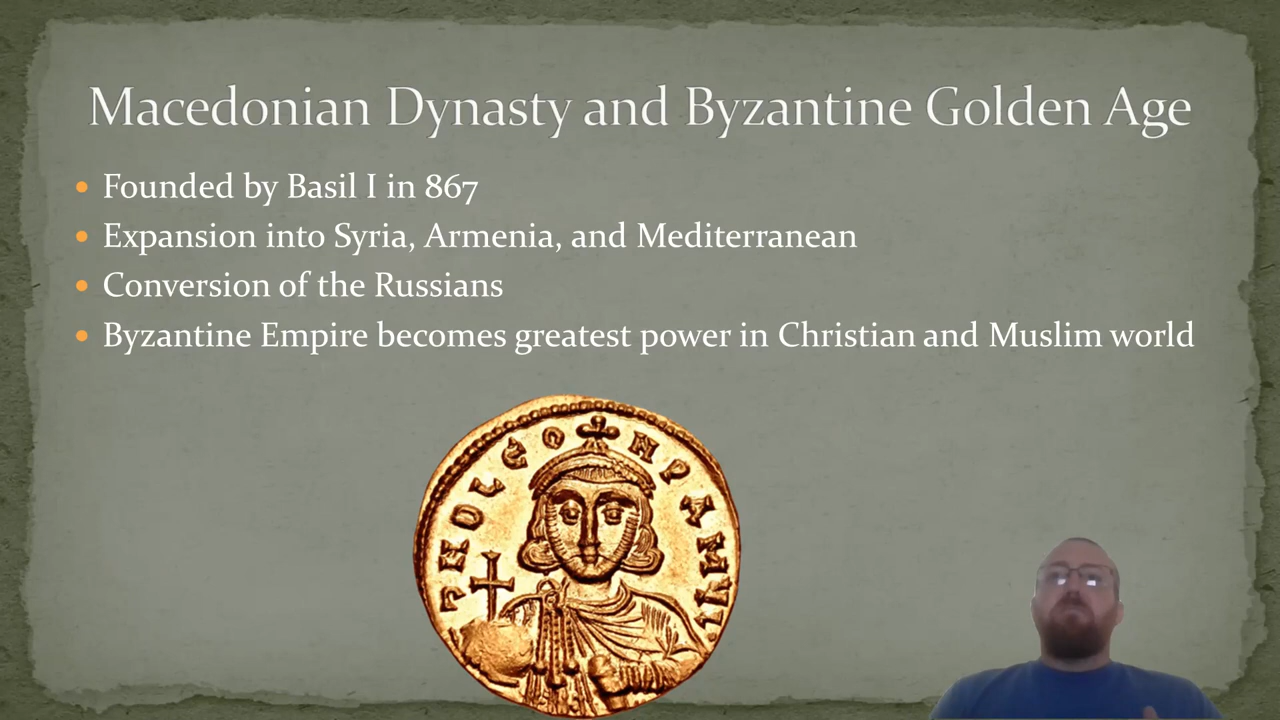 Macedonian Dynasty and Byzantine Golden Age
• Founded by Basil I in 867
• Expansion into Syria, Armenia, and Mediterranean
• Conversion of the Russians
• Byzantine Empire becomes greatest power in Christian and Muslim world